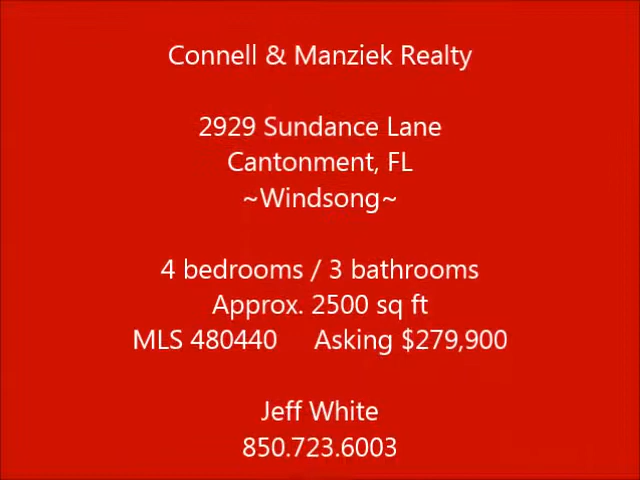 Connell & Manziek Realty
2929 Sundance Lane
Cantonment, FL
~Windsong~
4 bedrooms / 3 bathrooms
Approx. 2500 sq ft
MLS 480440 Asking $279,900
Jeff White
850.723.6003